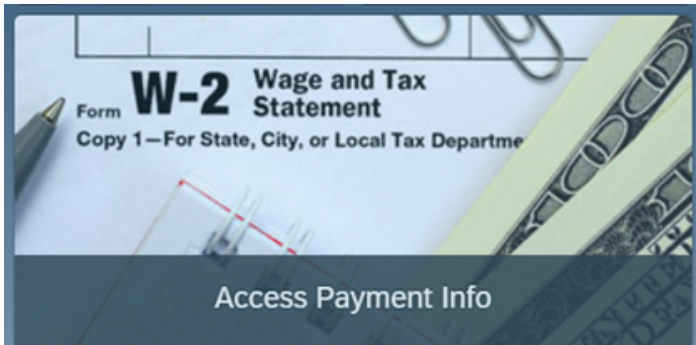 Form W-2 Wage and Tax
Statement
Copy 1—For State, City, or Local Tax Departme
Access Payment Info